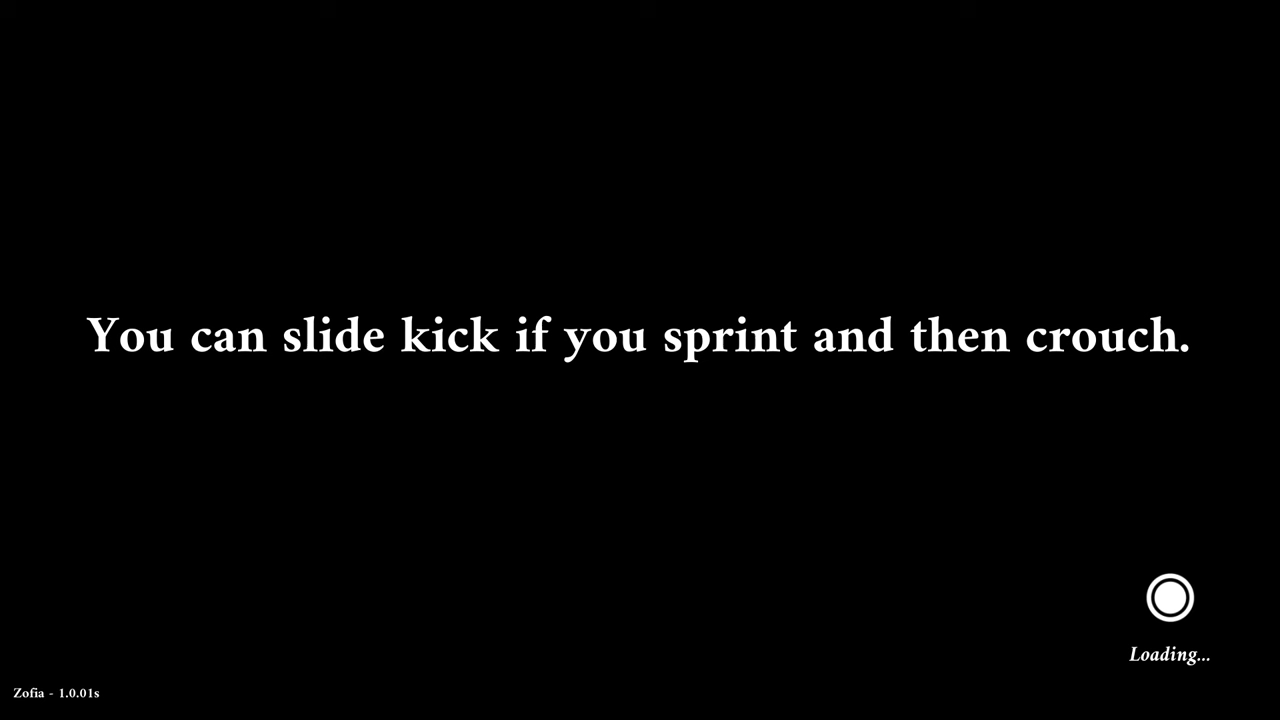 You can slide kick if you sprint and then crouch.
Loading...
Zofia - 1.0.01s